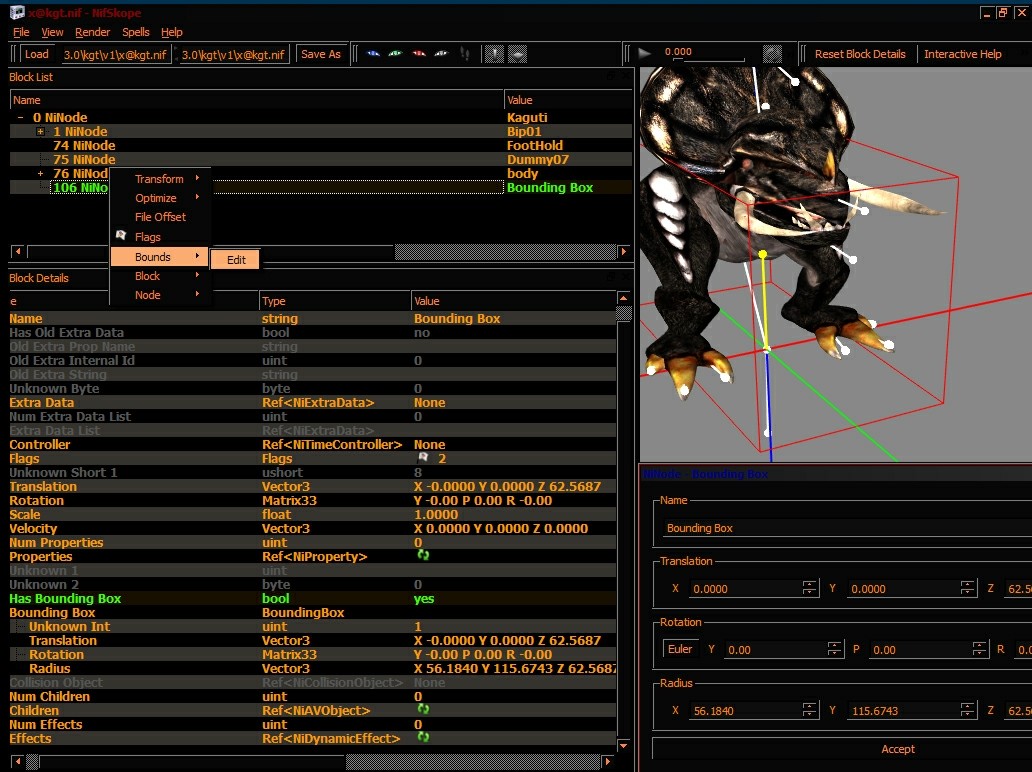 x@kgt.nif - NifSkope
File View Render Spells Help
Load 3.0\kgt\v1\x@kgt.nif 3.0\kgt\v1\x@kgt.nif Save As 0.000 Reset Block Details Interactive Help
Block List
Name Value
0 NiNode Kaguti
1 NiNode Bip01
74 NiNode FootHold
75 NiNode Dummy07
76 NiNod body
106 NiNo Bounding Box
Transform
Optimize
File Offset
Flags
Bounds Edit
Block
Node
Block Details
e Type Value
Name string Bounding Box
Has Old Extra Data bool no
Old Extra Prop Name string
Old Extra Internal Id uint 0
Old Extra String string
Unknown Byte byte 0
Extra Data Ref<NiExtraData> None
Num Extra Data List uint 0
Extra Data List Ref<NiExtraData>
Controller Ref<NiTimeController> None
Flags Flags 2
Unknown Short 1 ushort 8
Translation Vector3 X -0.0000 Y 0.0000 Z 62.5687
Rotation Matrix33 Y -0.00 P 0.00 R -0.00
Scale float 1.0000
Velocity Vector3 X 0.0000 Y 0.0000 Z 0.0000
Num Properties uint 0
Properties Ref<NiProperty>
Unknown 1 uint
Unknown 2 byte 0
Has Bounding Box bool yes
Bounding Box BoundingBox
Unknown Int uint 1
Translation Vector3 X -0.0000 Y 0.0000 Z 62.5687
Rotation Matrix33 Y -0.00 P 0.00 R -0.00
Radius Vector3 X 56.1840 Y 115.6743 Z 62.5687
Collision Object Ref<NiCollisionObject> None
Num Children uint 0
Children Ref<NiAVObject>
Num Effects uint 0
Effects Ref<NiDynamicEffect>
NiNode - Bounding Box
Name
Bounding Box
Translation
X 0.0000 Y 0.0000 Z 62.5
Rotation
Euler Y 0.00 P 0.00 R 0.0
Radius
X 56.1840 Y 115.6743 Z 62.5
Accept